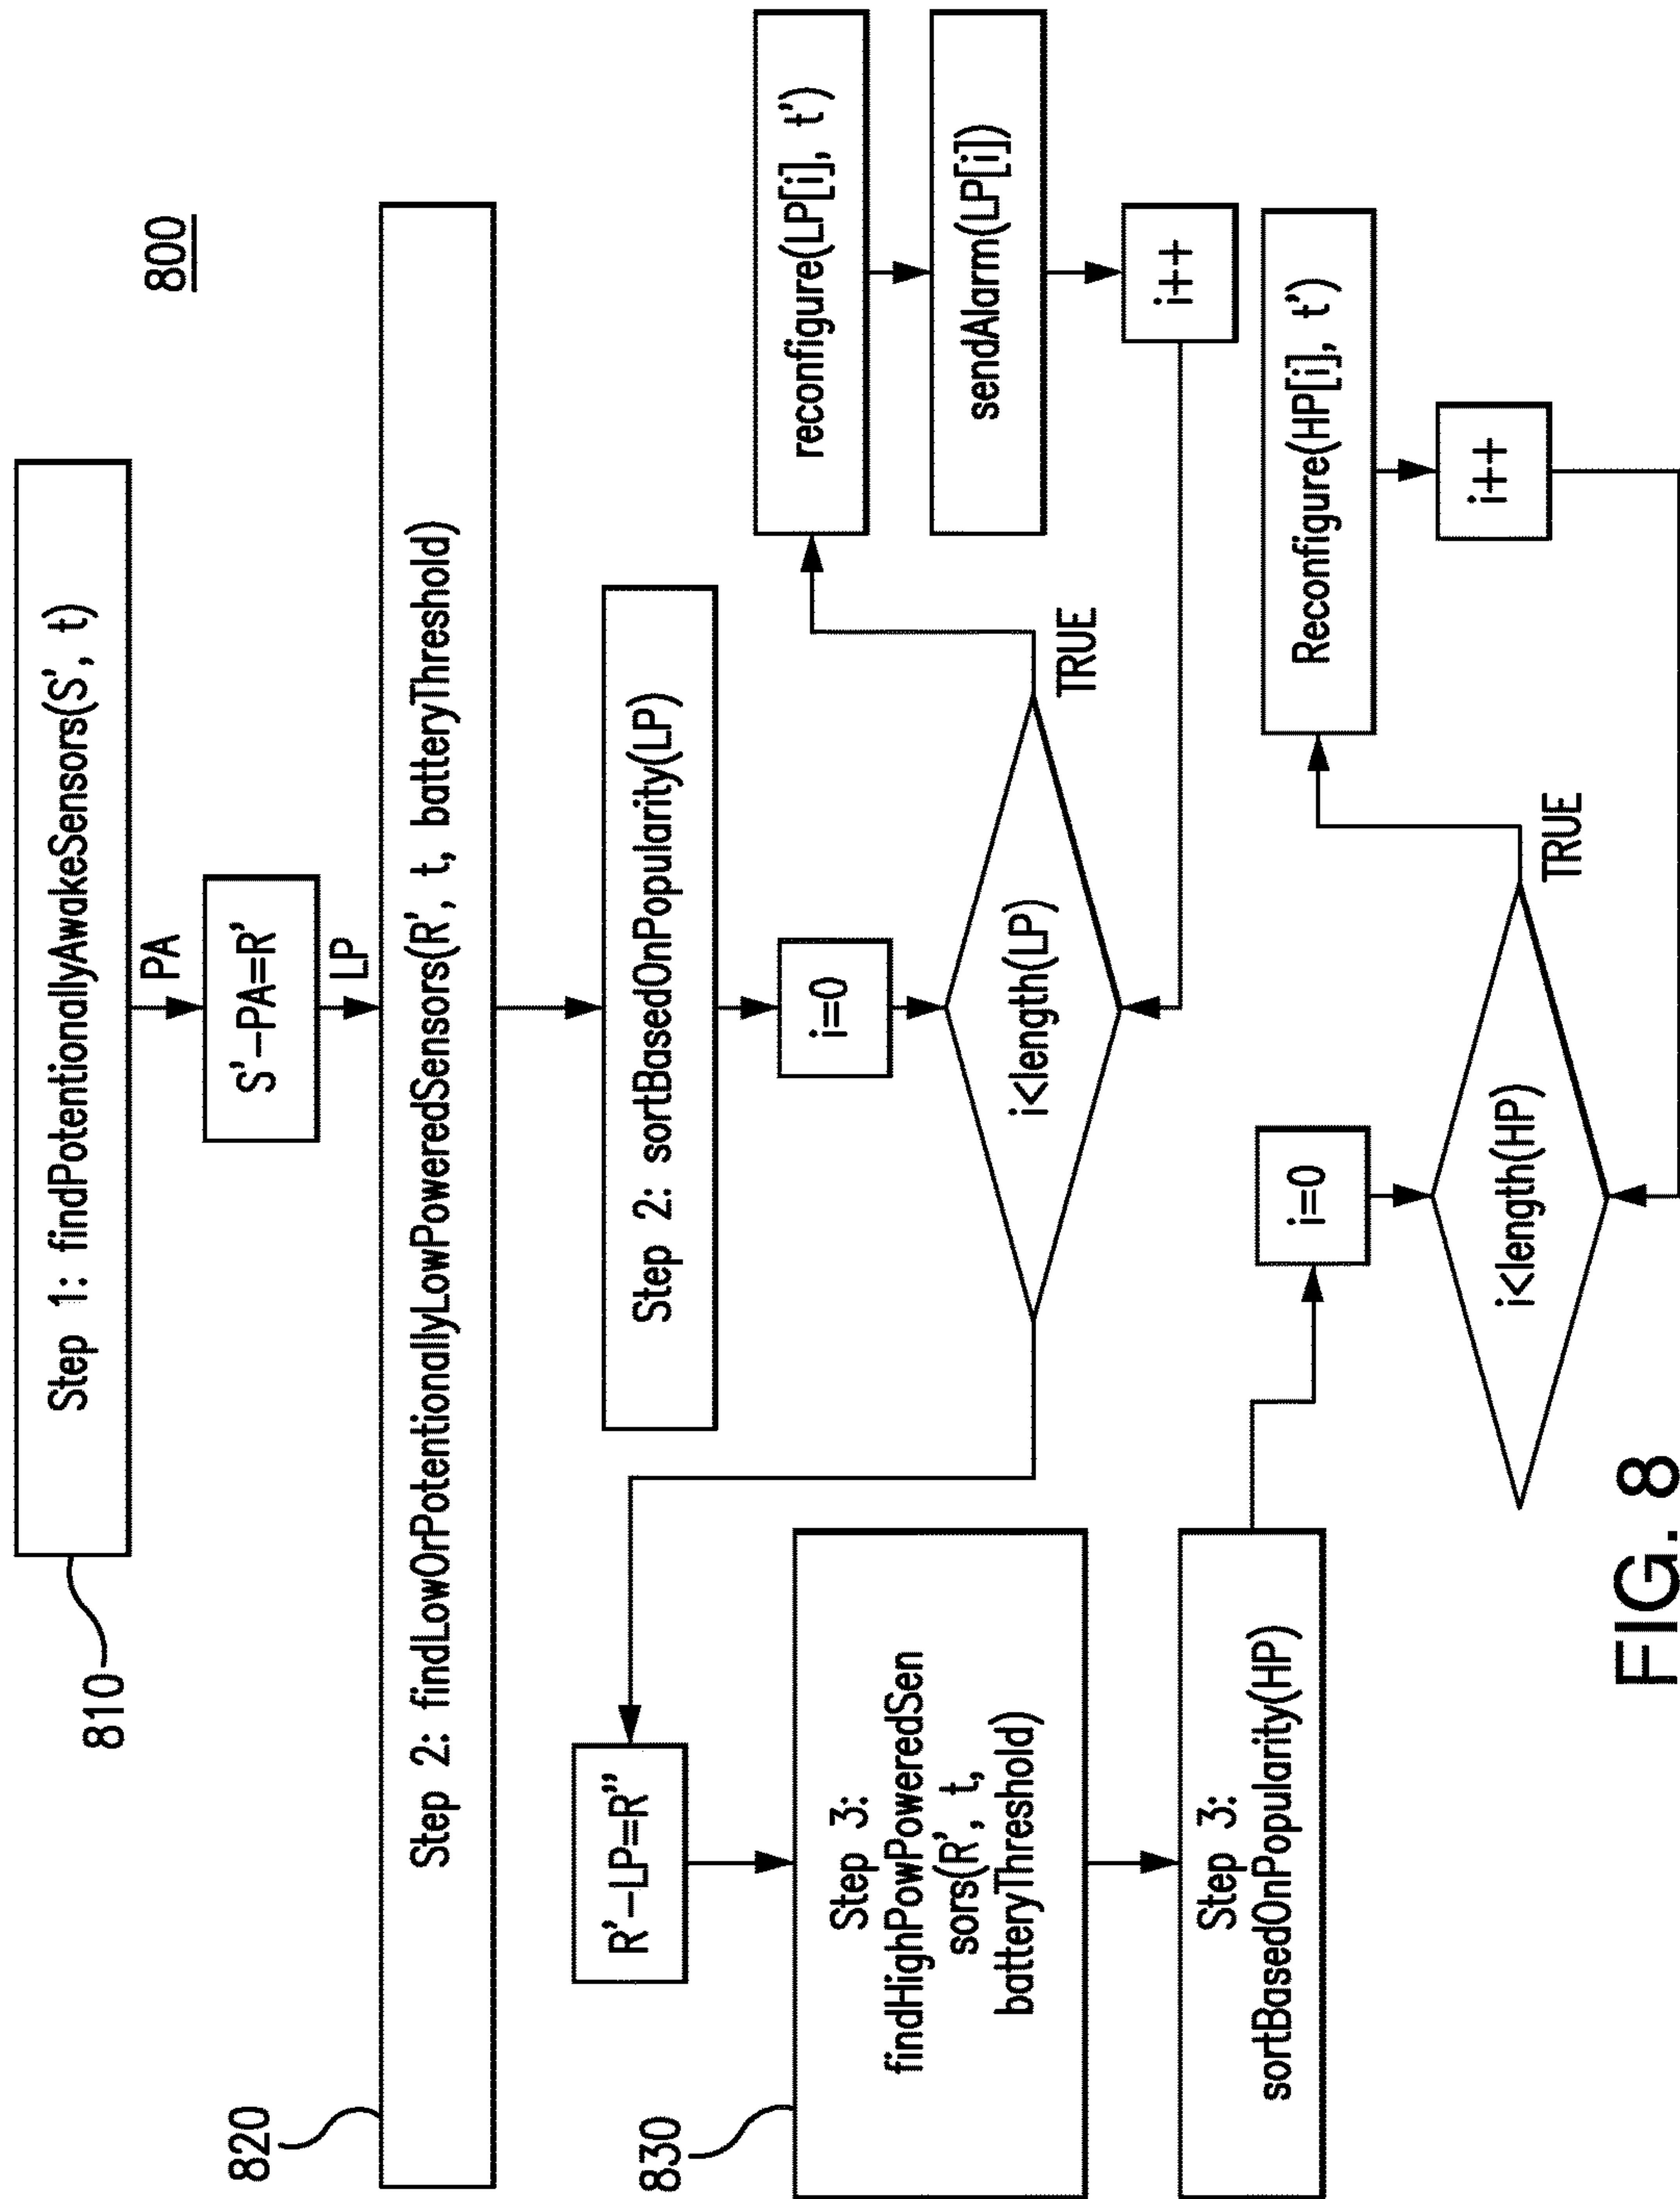 800
810
Step 1: findPotentionallyAwakeSensors(S', t)
PA
S'–PA=R'
LP
820
Step 2: findLowOrPotentionallyLowPoweredSensors(R', t, batteryThreshold)
Step 2: sortBasedOnPopularity(LP)
i=0
i<length(LP)
TRUE
reconfigure(LP[i], t')
sendAlarm(LP[i])
i++
R'–LP=R"
830
Step 3:
findHighPowPoweredSen
sors(R', t,
batteryThreshold)
Step 3:
sortBasedOnPopularity(HP)
i=0
i<length(HP)
TRUE
Reconfigure(HP[i], t')
i++
FIG. 8